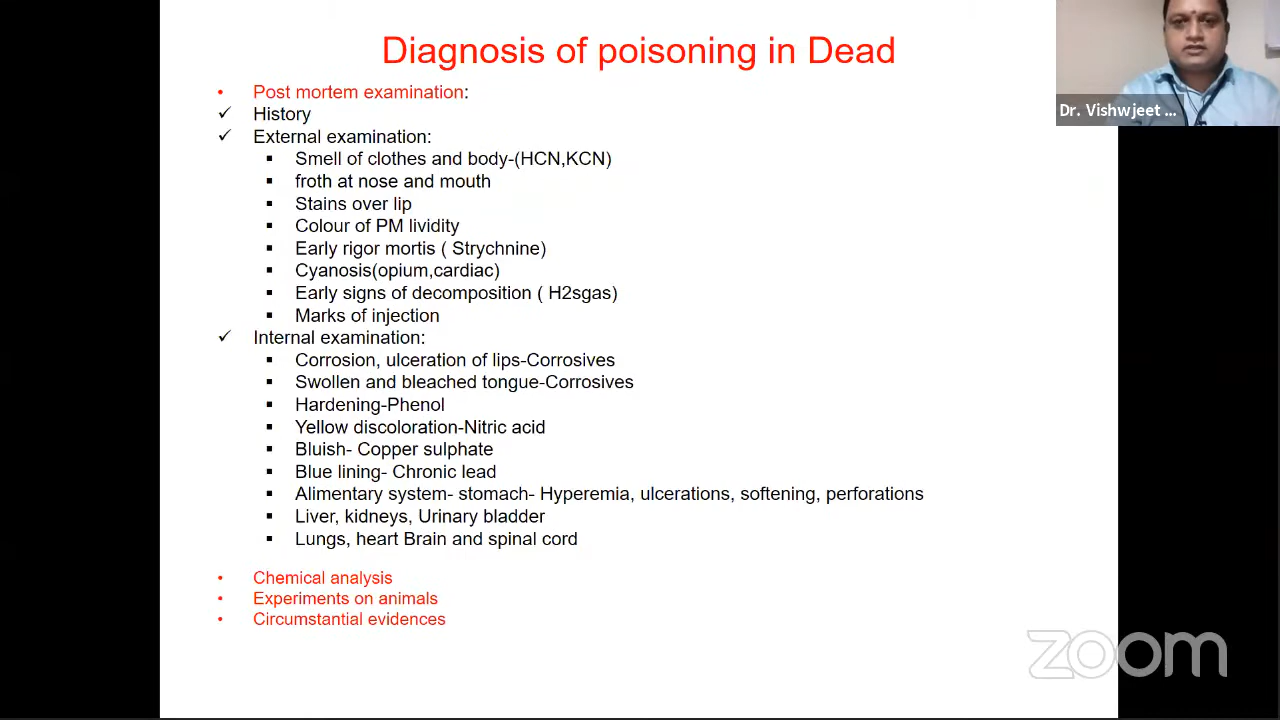 Diagnosis of poisoning in Dead
Dr. Vishwjeet ...
• Post mortem examination:
✓ History
✓ External examination:
▪ Smell of clothes and body-(HCN,KCN)
▪ froth at nose and mouth
▪ Stains over lip
▪ Colour of PM lividity
▪ Early rigor mortis ( Strychnine)
▪ Cyanosis(opium,cardiac)
▪ Early signs of decomposition ( H2sgas)
▪ Marks of injection
✓ Internal examination:
▪ Corrosion, ulceration of lips-Corrosives
▪ Swollen and bleached tongue-Corrosives
▪ Hardening-Phenol
▪ Yellow discoloration-Nitric acid
▪ Bluish- Copper sulphate
▪ Blue lining- Chronic lead
▪ Alimentary system- stomach- Hyperemia, ulcerations, softening, perforations
▪ Liver, kidneys, Urinary bladder
▪ Lungs, heart Brain and spinal cord
• Chemical analysis
• Experiments on animals
• Circumstantial evidences
zoom